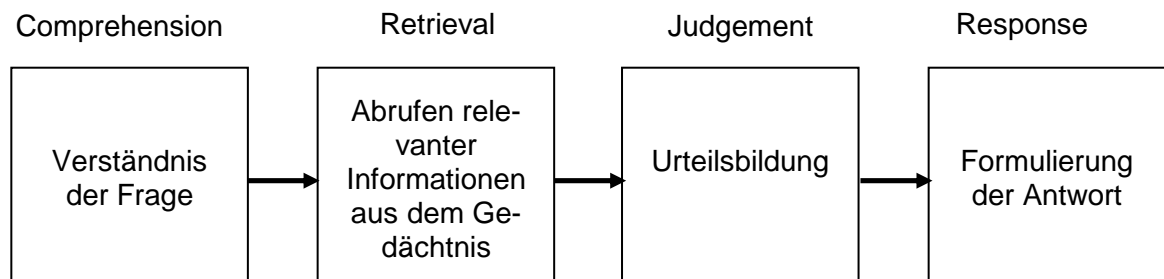 Comprehension
Retrieval
Judgement
Response
Verständnis
der Frage
Abrufen rele-
vanter
Informationen
aus dem Ge-
dächtnis
Urteilsbildung
Formulierung
der Antwort